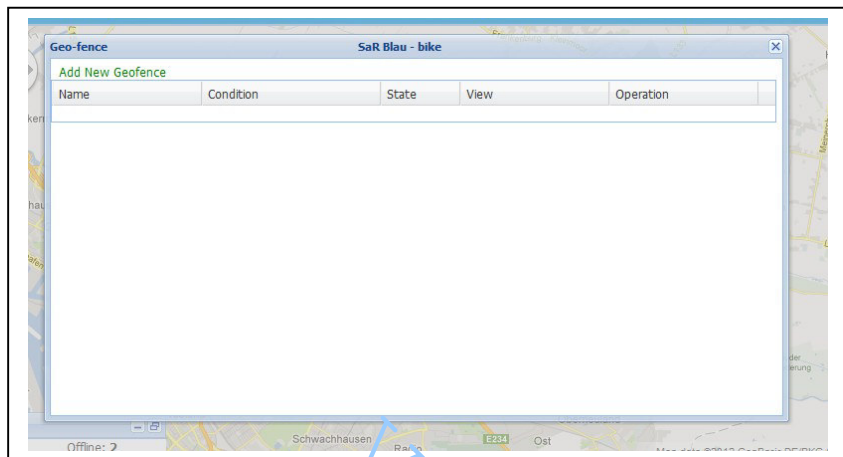 Geo-fence SaR Blau - bike
Add New Geofence
Name Condition State View Operation
Offline: 2
Schwachhausen
E234
Ost